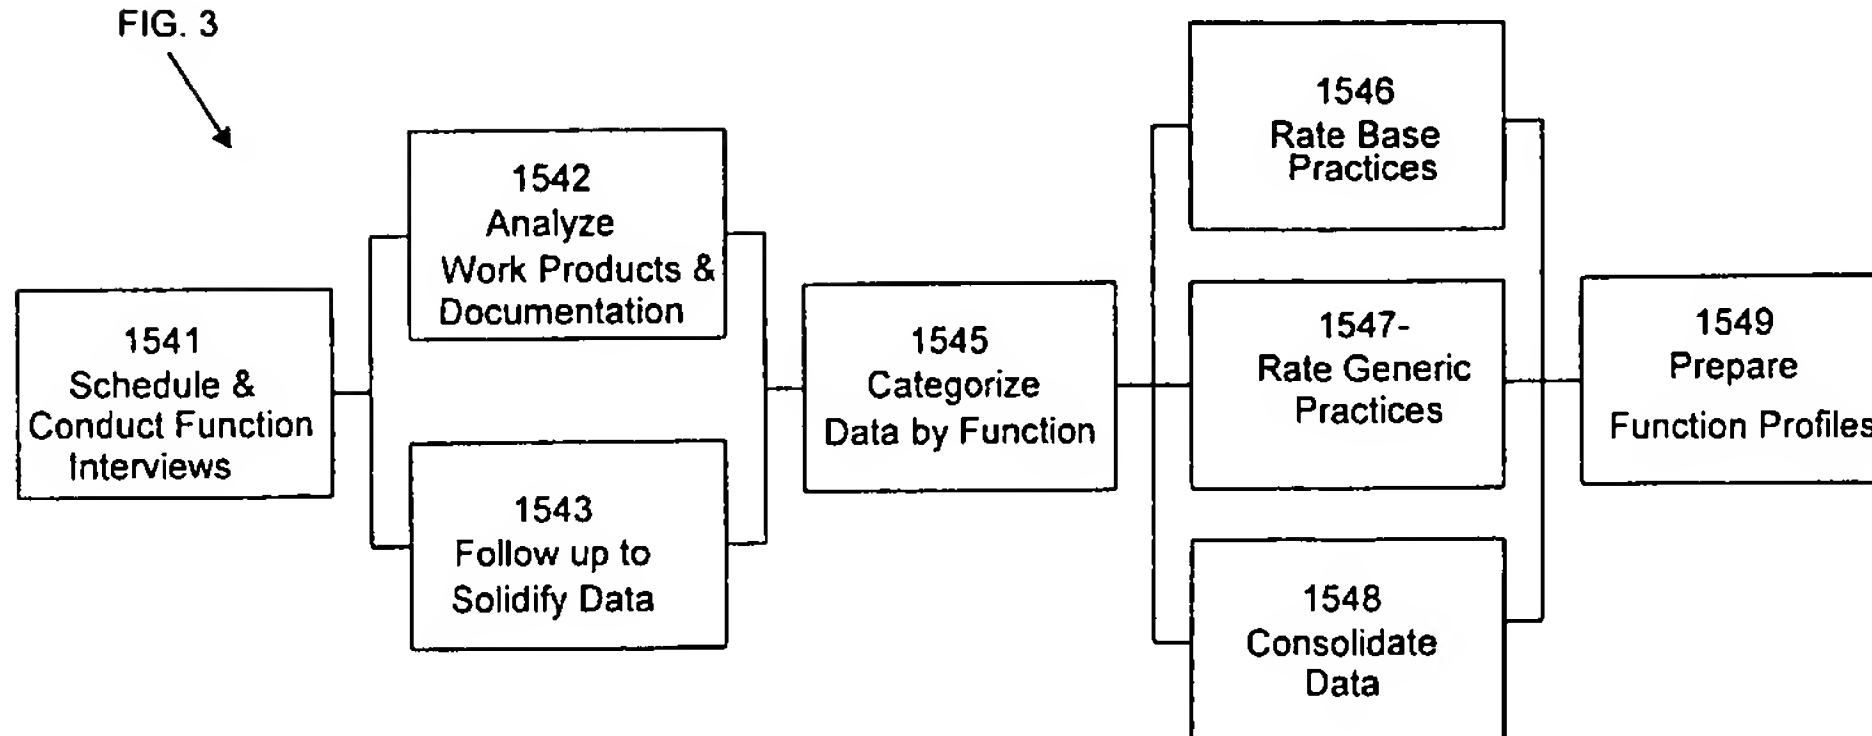 FIG. 3
1541
Schedule &
Conduct Function
Interviews
1542
Analyze
Work Products &
Documentation
1543
Follow up to
Solidify Data
1545
Categorize
Data by Function
1546
Rate Base
Practices
1547-
Rate Generic
Practices
1548
Consolidate
Data
1549
Prepare
Function Profiles